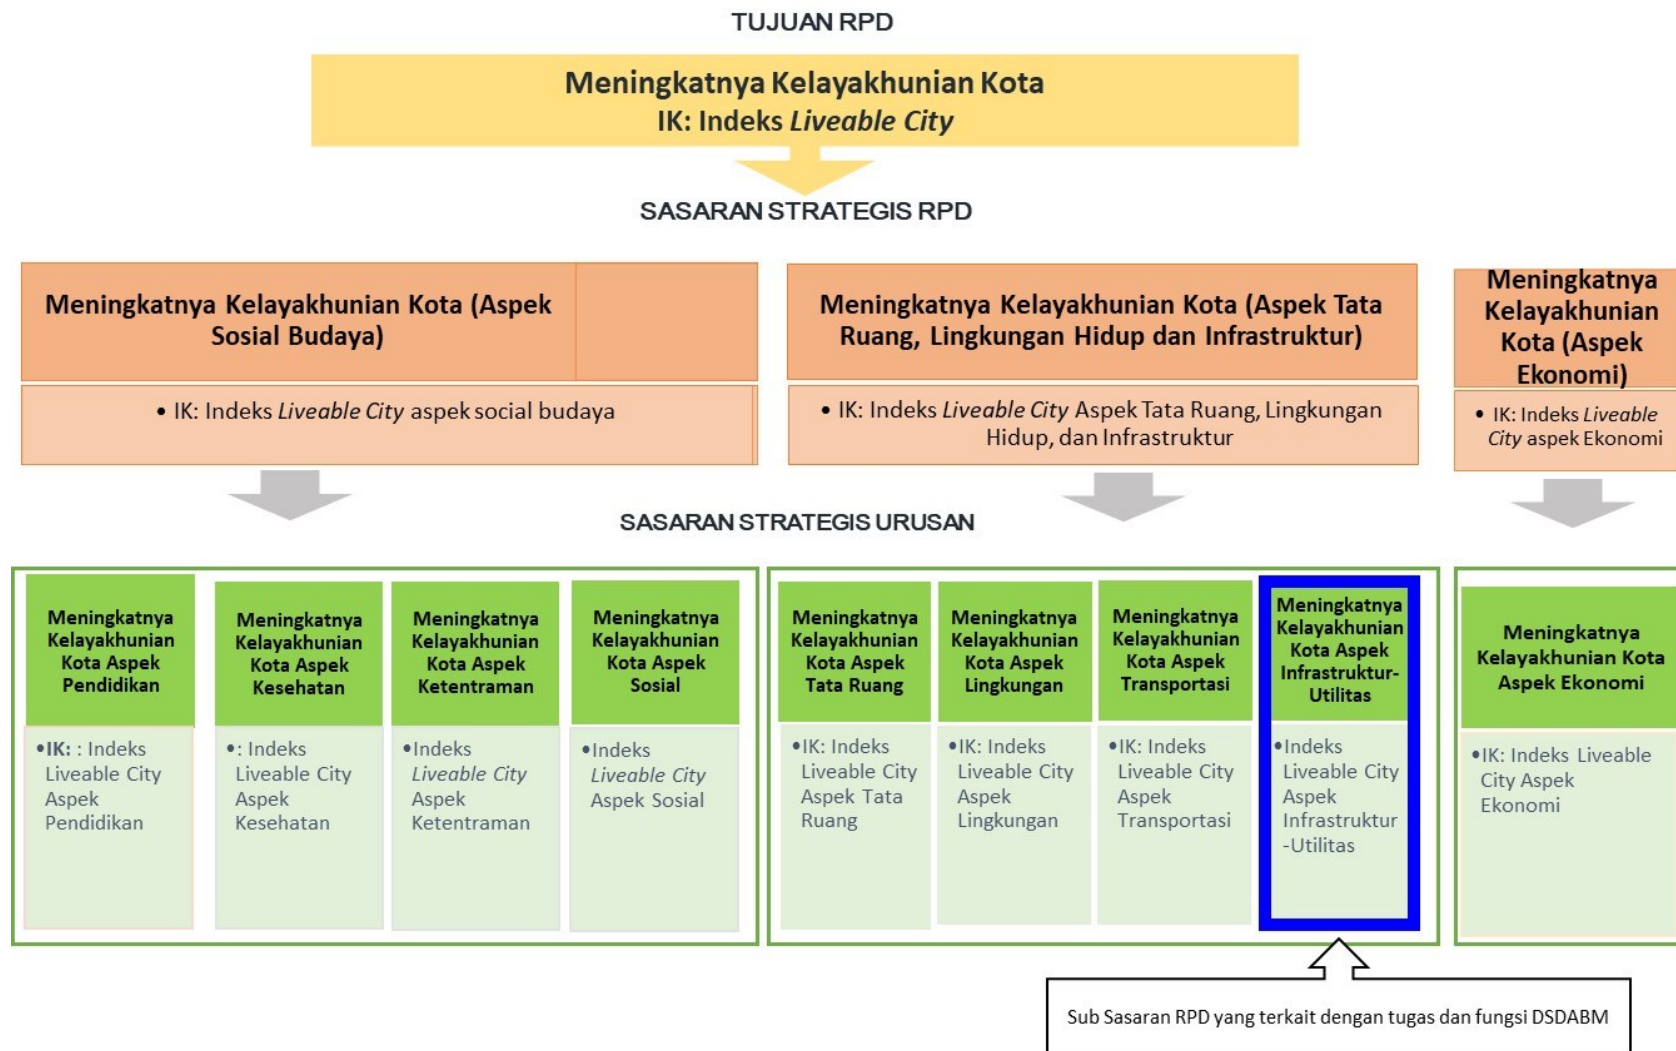 TUJUAN RPD
Meningkatnya Kelayakhunian Kota
IK: Indeks Liveable City
SASARAN STRATEGIS RPD
Meningkatnya Kelayakhunian Kota (Aspek
Sosial Budaya)
• IK: Indeks Liveable City aspek social budaya
Meningkatnya Kelayakhunian Kota (Aspek Tata
Ruang, Lingkungan Hidup dan Infrastruktur)
• IK: Indeks Liveable City Aspek Tata Ruang, Lingkungan
Hidup, dan Infrastruktur
Meningkatnya
Kelayakhunian
Kota (Aspek
Ekonomi)
• IK: Indeks Liveable
City aspek Ekonomi
SASARAN STRATEGIS URUSAN
Meningkatnya
Kelayakhunian
Kota Aspek
Pendidikan
•IK: : Indeks
Liveable City
Aspek
Pendidikan
Meningkatnya
Kelayakhunian
Kota Aspek
Kesehatan
•: Indeks
Liveable City
Aspek
Kesehatan
Meningkatnya
Kelayakhunian
Kota Aspek
Ketentraman
•Indeks
Liveable City
Aspek
Ketentraman
Meningkatnya
Kelayakhunian
Kota Aspek
Sosial
•Indeks
Liveable City
Aspek Sosial
Meningkatnya
Kelayakhunian
Kota Aspek
Tata Ruang
•IK: Indeks
Liveable City
Aspek Tata
Ruang
Meningkatnya
Kelayakhunian
Kota Aspek
Lingkungan
•IK: Indeks
Liveable City
Aspek
Lingkungan
Meningkatnya
Kelayakhunian
Kota Aspek
Transportasi
•IK: Indeks
Liveable City
Aspek
Transportasi
Meningkatnya
Kelayakhunian
Kota Aspek
Infrastruktur-
Utilitas
•Indeks
Liveable City
Aspek
Infrastruktur
-Utilitas
Meningkatnya
Kelayakhunian Kota
Aspek Ekonomi
•IK: Indeks Liveable
City Aspek
Ekonomi
Sub Sasaran RPD yang terkait dengan tugas dan fungsi DSDABM